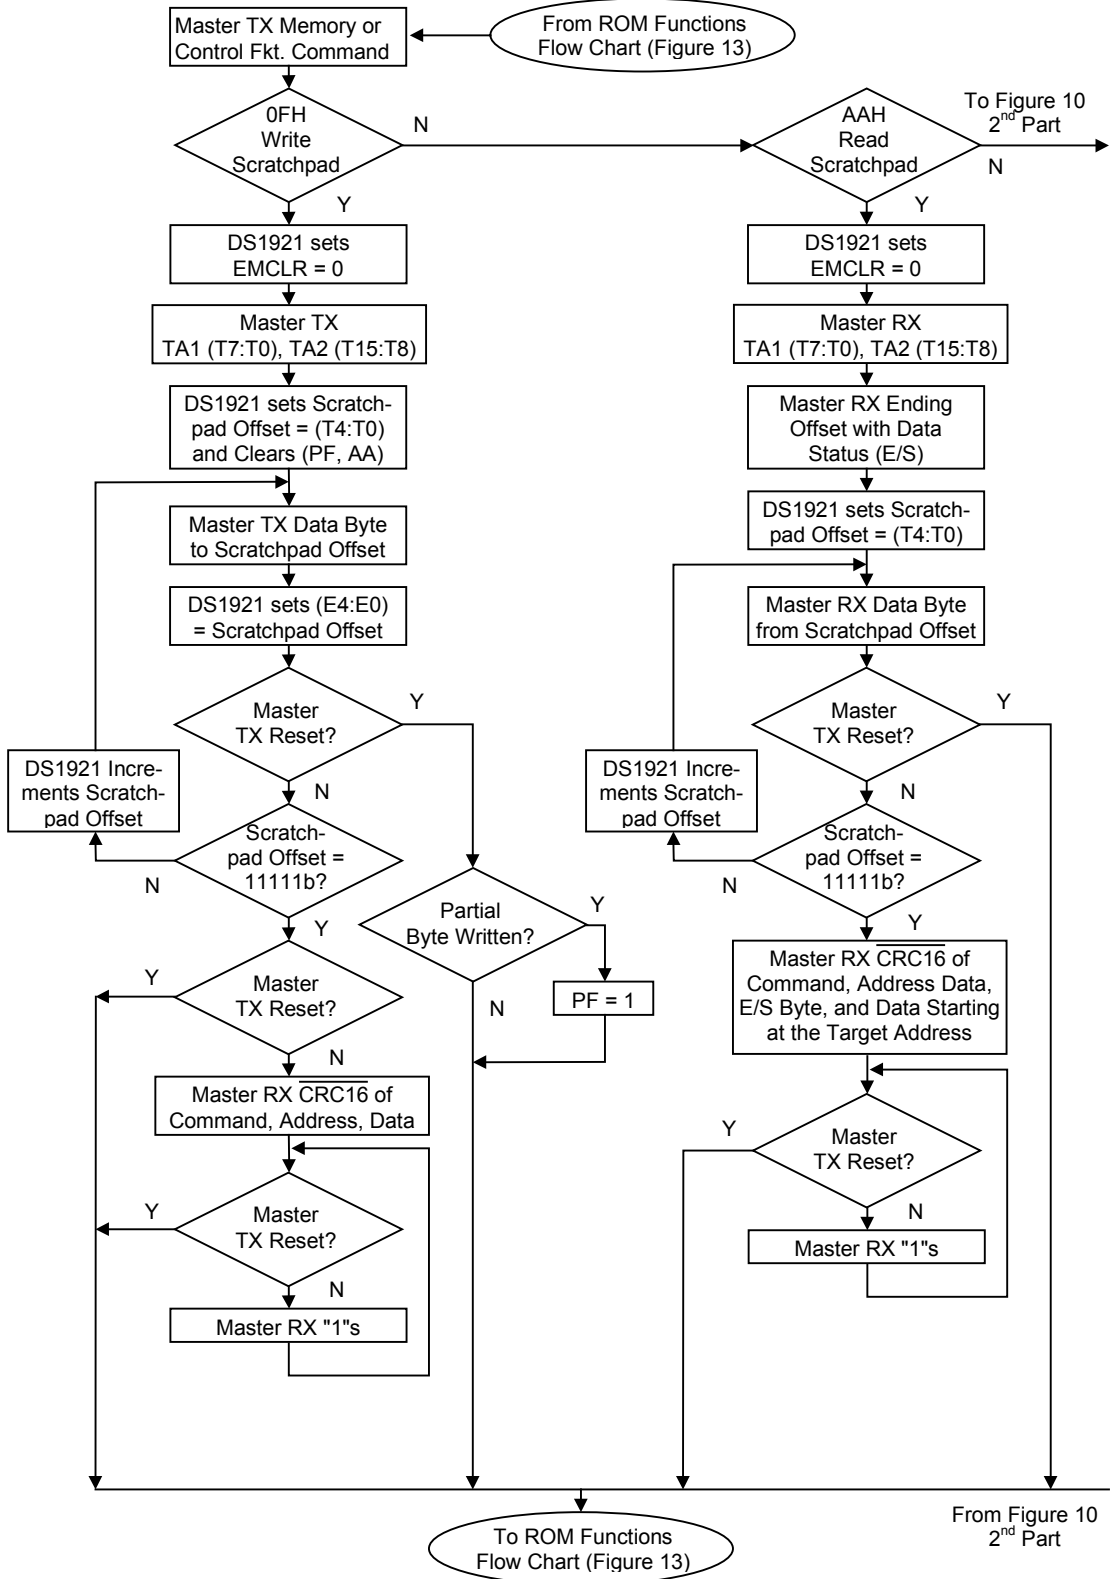 Master TX Memory or
Control Fkt. Command
From ROM Functions
Flow Chart (Figure 13)
0FH
Write
Scratchpad
N
Y
AAH
Read
Scratchpad
To Figure 10
2nd Part
N
Y
DS1921 sets
EMCLR = 0
Master TX
TA1 (T7:T0), TA2 (T15:T8)
DS1921 sets Scratch-
pad Offset = (T4:T0)
and Clears (PF, AA)
Master TX Data Byte
to Scratchpad Offset
DS1921 sets (E4:E0)
= Scratchpad Offset
Master
TX Reset?
Y
N
DS1921 Incre-
ments Scratch-
pad Offset
Scratch-
pad Offset =
11111b?
N
Y
Partial
Byte Written?
Y
N
PF = 1
Master
TX Reset?
Y
N
Master RX CRC16 of
Command, Address, Data
Master
TX Reset?
Y
N
Master RX "1"s
DS1921 sets
EMCLR = 0
Master RX
TA1 (T7:T0), TA2 (T15:T8)
Master RX Ending
Offset with Data
Status (E/S)
DS1921 sets Scratch-
pad Offset = (T4:T0)
Master RX Data Byte
from Scratchpad Offset
Master
TX Reset?
Y
N
DS1921 Incre-
ments Scratch-
pad Offset
Scratch-
pad Offset =
11111b?
N
Y
Master RX CRC16 of
Command, Address Data,
E/S Byte, and Data Starting
at the Target Address
Master
TX Reset?
Y
N
Master RX "1"s
From Figure 10
2nd Part
To ROM Functions
Flow Chart (Figure 13)